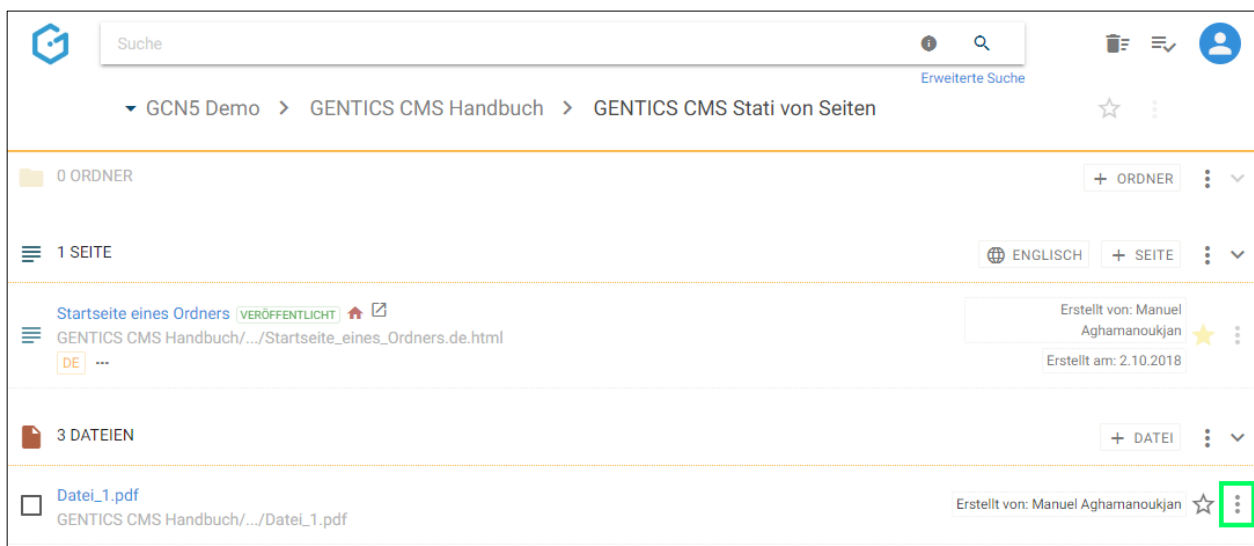 Suche
Erweiterte Suche
GCN5 Demo > GENTICS CMS Handbuch > GENTICS CMS Stati von Seiten
0 ORDNER
+ ORDNER
1 SEITE
ENGLISCH
+ SEITE
Startseite eines Ordners VERÖFFENTLICHT
GENTICS CMS Handbuch/.../Startseite_eines_Ordners.de.html
DE ---
Erstellt von: Manuel
Aghamanoukjan
Erstellt am: 2.10.2018
3 DATEIEN
+ DATEI
Datei_1.pdf
GENTICS CMS Handbuch/.../Datei_1.pdf
Erstellt von: Manuel Aghamanoukjan